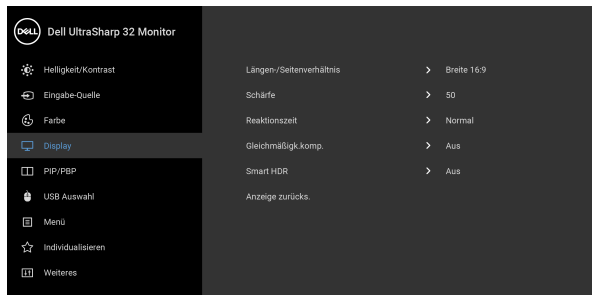 DELL Dell UltraSharp 32 Monitor
Helligkeit/Kontrast
Eingabe-Quelle
Farbe
Display
PIP/PBP
USB Auswahl
Menü
Individualisieren
Weiteres
Längen-/Seitenverhältnis Breite 16:9
Schärfe 50
Reaktionszeit Normal
Gleichmäßigk.komp. Aus
Smart HDR Aus
Anzeige zurücks.